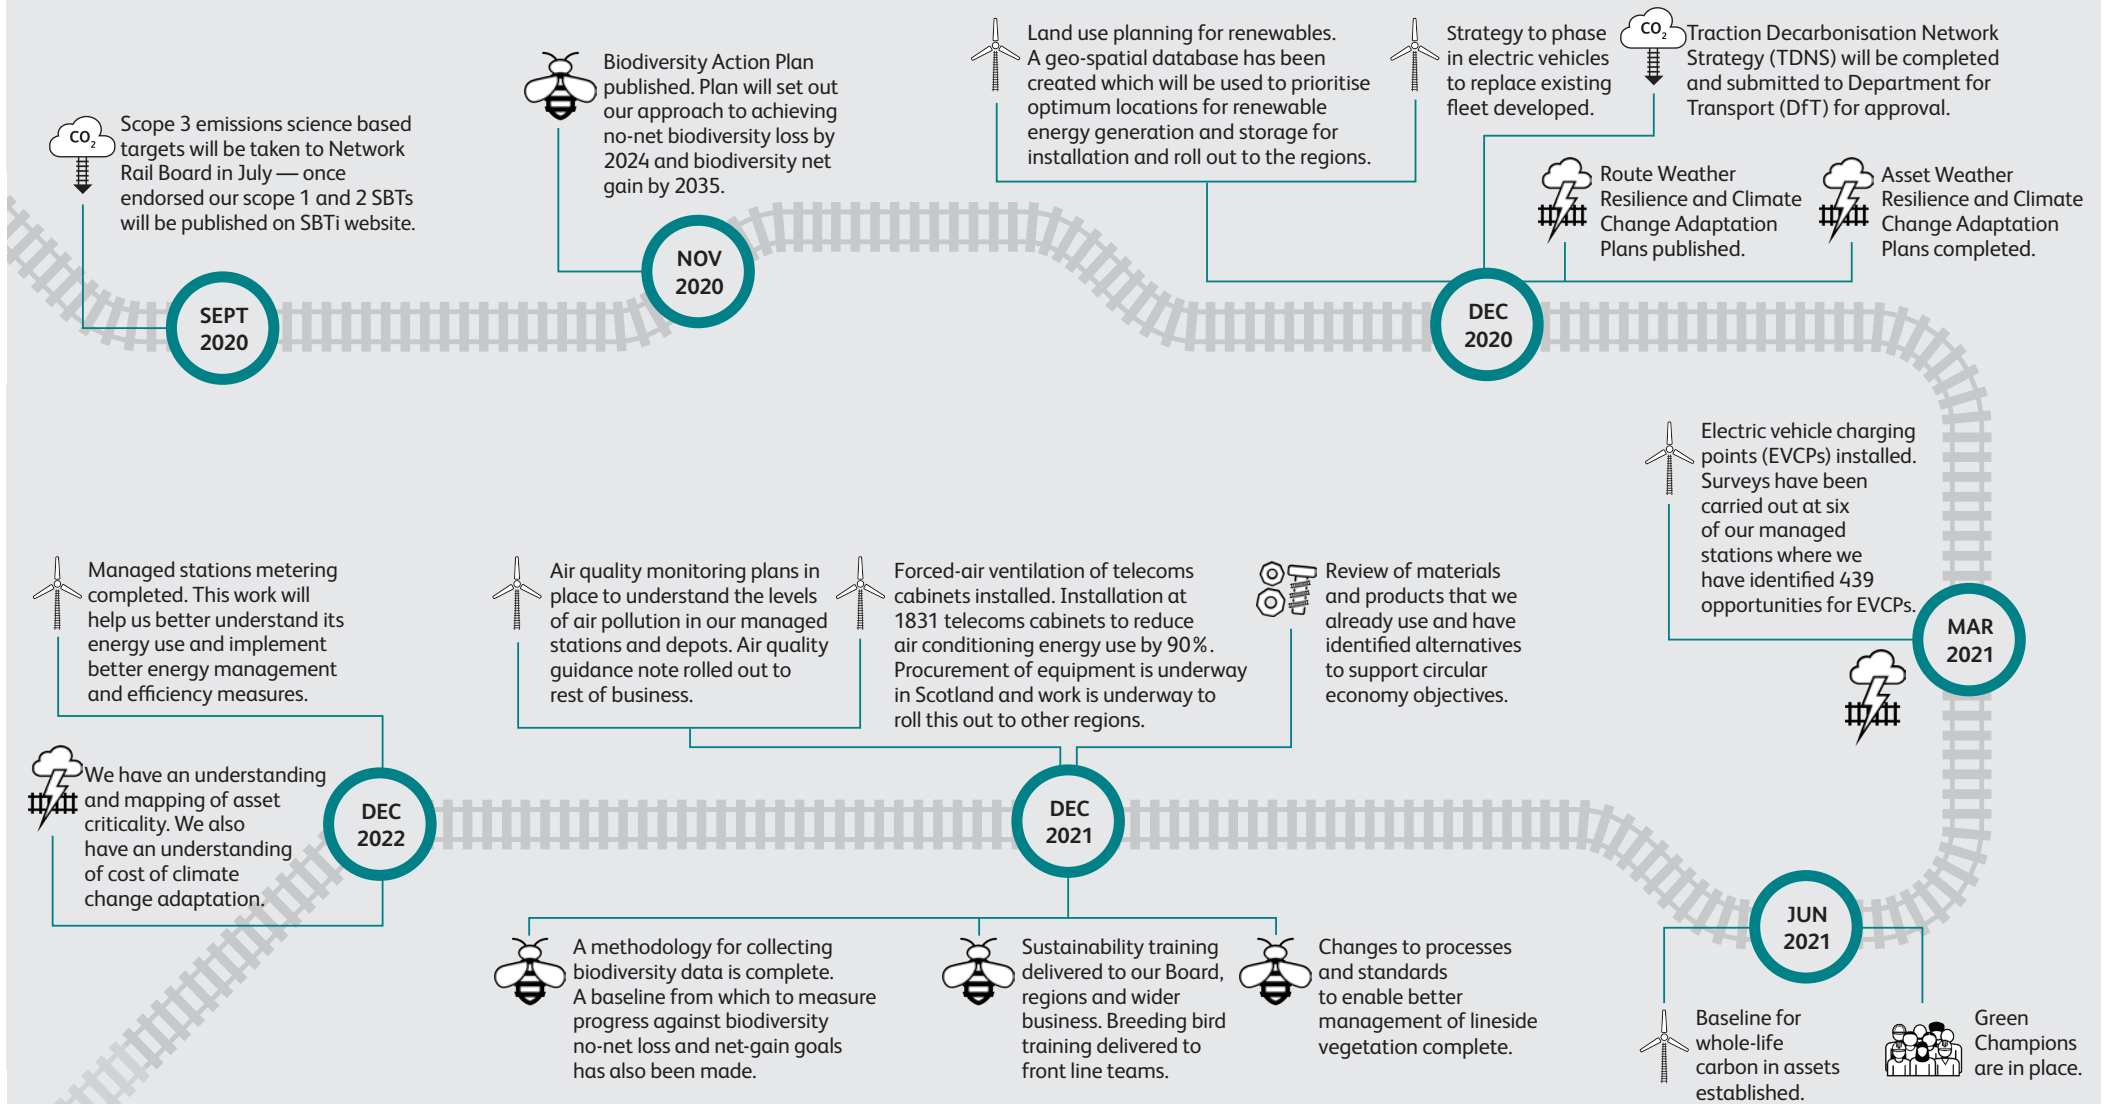 CO₂
Scope 3 emissions science based
targets will be taken to Network
Rail Board in July — once
endorsed our scope 1 and 2 SBTs
will be published on SBTi website.
SEPT
2020
Biodiversity Action Plan
published. Plan will set out
our approach to achieving
no-net biodiversity loss by
2024 and biodiversity net
gain by 2035.
NOV
2020
Land use planning for renewables.
A geo-spatial database has been
created which will be used to prioritise
optimum locations for renewable
energy generation and storage for
installation and roll out to the regions.
Strategy to phase
in electric vehicles
to replace existing
fleet developed.
CO₂
Traction Decarbonisation Network
Strategy (TDNS) will be completed
and submitted to Department for
Transport (DfT) for approval.
Route Weather
Resilience and Climate
Change Adaptation
Plans published.
Asset Weather
Resilience and Climate
Change Adaptation
Plans completed.
DEC
2020
Electric vehicle charging
points (EVCPs) installed.
Surveys have been
carried out at six
of our managed
stations where we
have identified 439
opportunities for EVCPs.
MAR
2021
Managed stations metering
completed. This work will
help us better understand its
energy use and implement
better energy management
and efficiency measures.
We have an understanding
and mapping of asset
criticality. We also
have an understanding
of cost of climate
change adaptation.
DEC
2022
Air quality monitoring plans in
place to understand the levels
of air pollution in our managed
stations and depots. Air quality
guidance note rolled out to
rest of business.
Forced-air ventilation of telecoms
cabinets installed. Installation at
1831 telecoms cabinets to reduce
air conditioning energy use by 90%.
Procurement of equipment is underway
in Scotland and work is underway to
roll this out to other regions.
Review of materials
and products that we
already use and have
identified alternatives
to support circular
economy objectives.
DEC
2021
A methodology for collecting
biodiversity data is complete.
A baseline from which to measure
progress against biodiversity
no-net loss and net-gain goals
has also been made.
Sustainability training
delivered to our Board,
regions and wider
business. Breeding bird
training delivered to
front line teams.
Changes to processes
and standards
to enable better
management of lineside
vegetation complete.
JUN
2021
Baseline for
whole-life
carbon in assets
established.
Green
Champions
are in place.